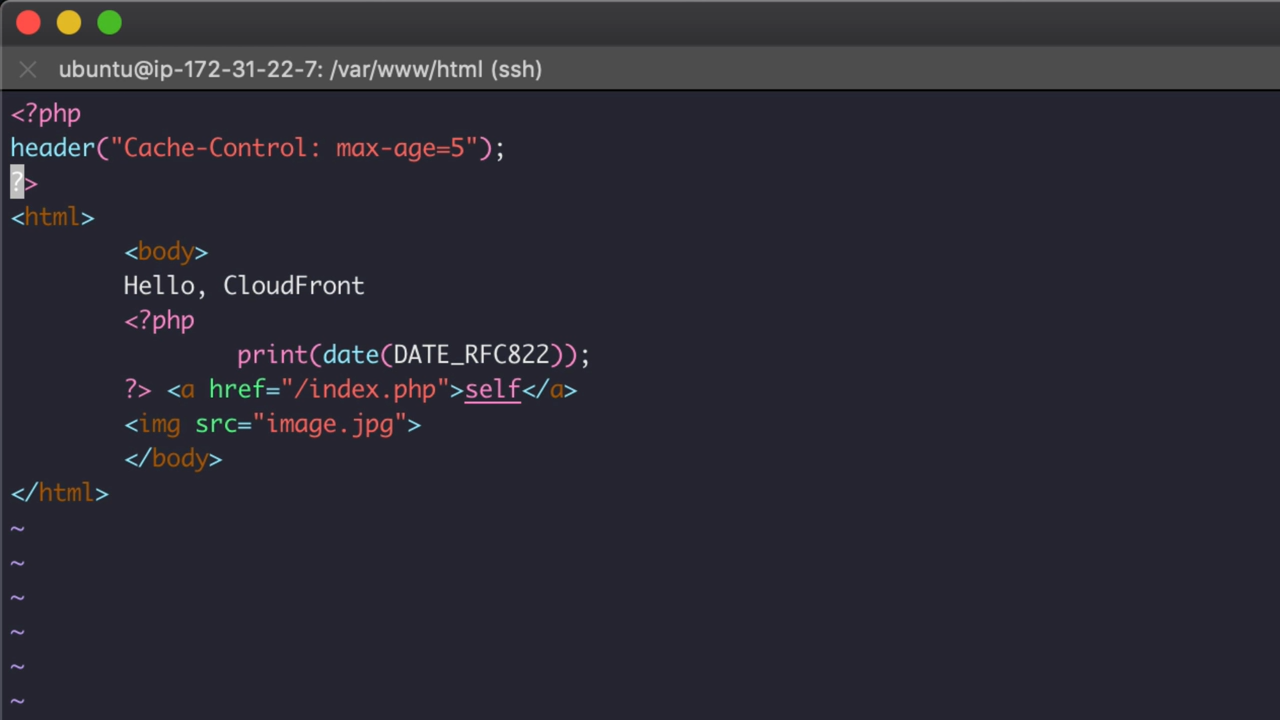 ubuntu@ip-172-31-22-7: /var/www/html (ssh)
<?php
header("Cache-Control: max-age=5");
?>
<html>
        <body>
        Hello, CloudFront
        <?php
                print(date(DATE_RFC822));
        ?> <a href="/index.php">self</a>
        <img src="image.jpg">
        </body>
</html>
~
~
~
~
~
~